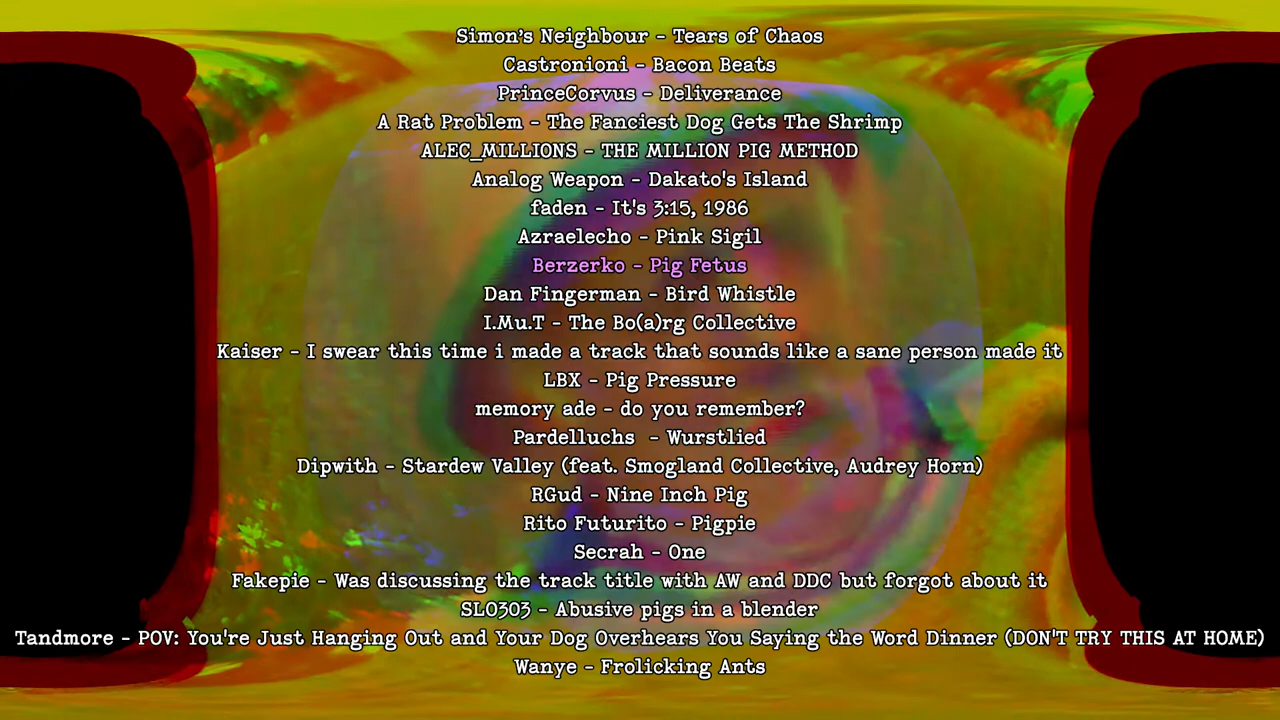 Simon's Neighbour - Tears of Chaos
Castronioni - Bacon Beats
PrinceCorvus - Deliverance
A Rat Problem - The Fanciest Dog Gets The Shrimp
ALEC_MILLIONS - THE MILLION PIG METHOD
Analog Weapon - Dakato's Island
faden - It's 3:15, 1986
Azraelecho - Pink Sigil
Berzerko - Pig Fetus
Dan Fingerman - Bird Whistle
I.Mu.T - The Bo(a)rg Collective
Kaiser - I swear this time i made a track that sounds like a sane person made it
LBX - Pig Pressure
memory ade - do you remember?
Pardelluchs  - Wurstlied
Dipwith - Stardew Valley (feat. Smogland Collective, Audrey Horn)
RGud - Nine Inch Pig
Rito Futurito - Pigpie
Secrah - One
Fakepie - Was discussing the track title with AW and DDC but forgot about it
SLO303 - Abusive pigs in a blender
Tandmore - POV: You're Just Hanging Out and Your Dog Overhears You Saying the Word Dinner (DON'T TRY THIS AT HOME)
Wanye - Frolicking Ants